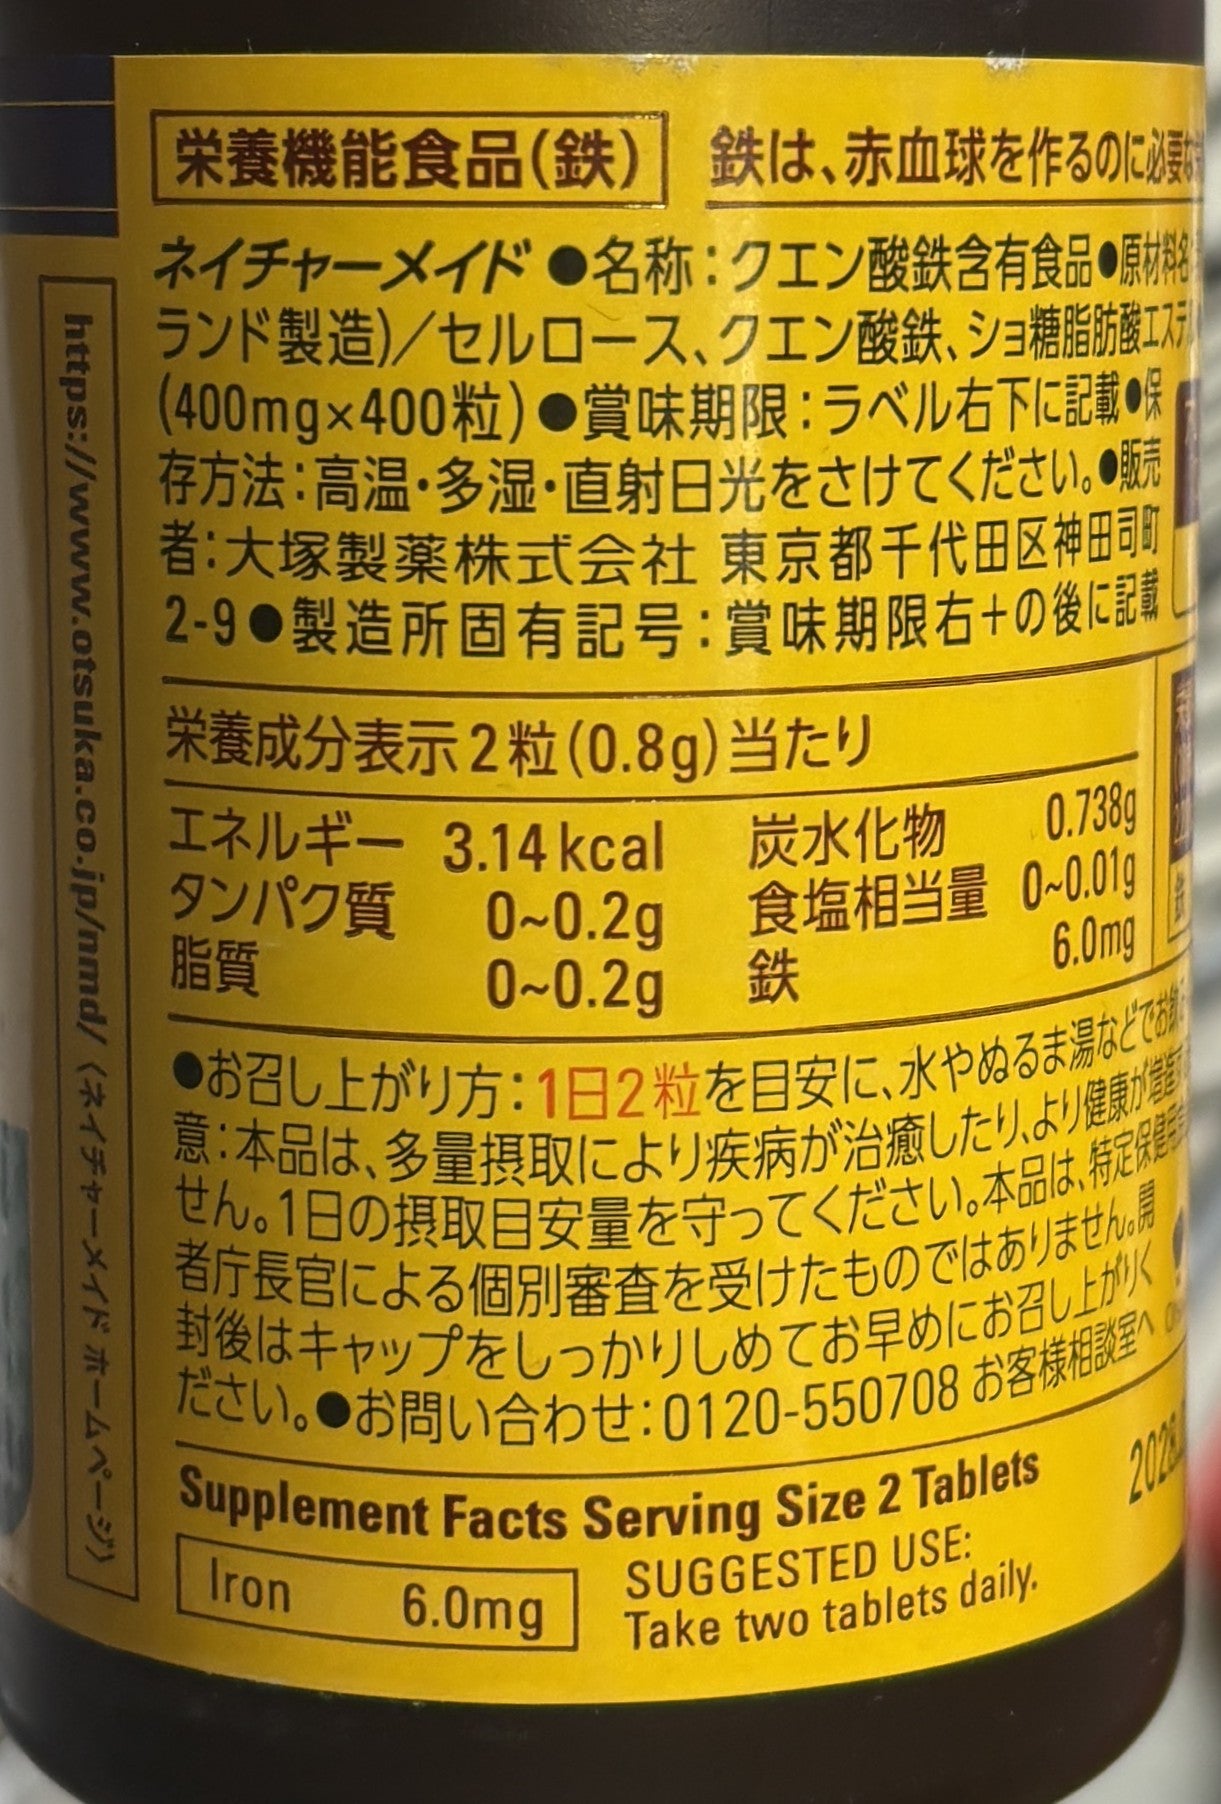 栄養機能食品(鉄) 鉄は、赤血球を作るのに必要な
ネイチャーメイド ●名称:クエン酸鉄含有食品●原材料名
ランド製造)/セルロース、クエン酸鉄、ショ糖脂肪酸エステ
(400mg×400粒)●賞味期限:ラベル右下に記載●保
存方法:高温・多湿・直射日光をさけてください。●販売
者:大塚製薬株式会社 東京都千代田区神田司町
2-9●製造所固有記号:賞味期限右+の後に記載
栄養成分表示2粒(0.8g)当たり
エネルギー 3.14kcal 炭水化物 0.738g
タンパク質 0~0.2g 食塩相当量 0~0.01g
脂質 0~0.2g 鉄 6.0mg
●お召し上がり方:1日2粒を目安に、水やぬるま湯などでお
意:本品は、多量摂取により疾病が治癒したり、より健康が増進す
せん。1日の摂取目安量を守ってください。本品は、特定保健用
者庁長官による個別審査を受けたものではありません。開
封後はキャップをしっかりしめてお早めにお召し上がりく
ださい。●お問い合わせ:0120-550708 お客様相談室へ
Supplement Facts Serving Size 2 Tablets
Iron 6.0mg
SUGGESTED USE:
Take two tablets daily.
2028.
https://www.otsuka.co.jp/nmd/〈ネイチャーメイド ホームページ〉